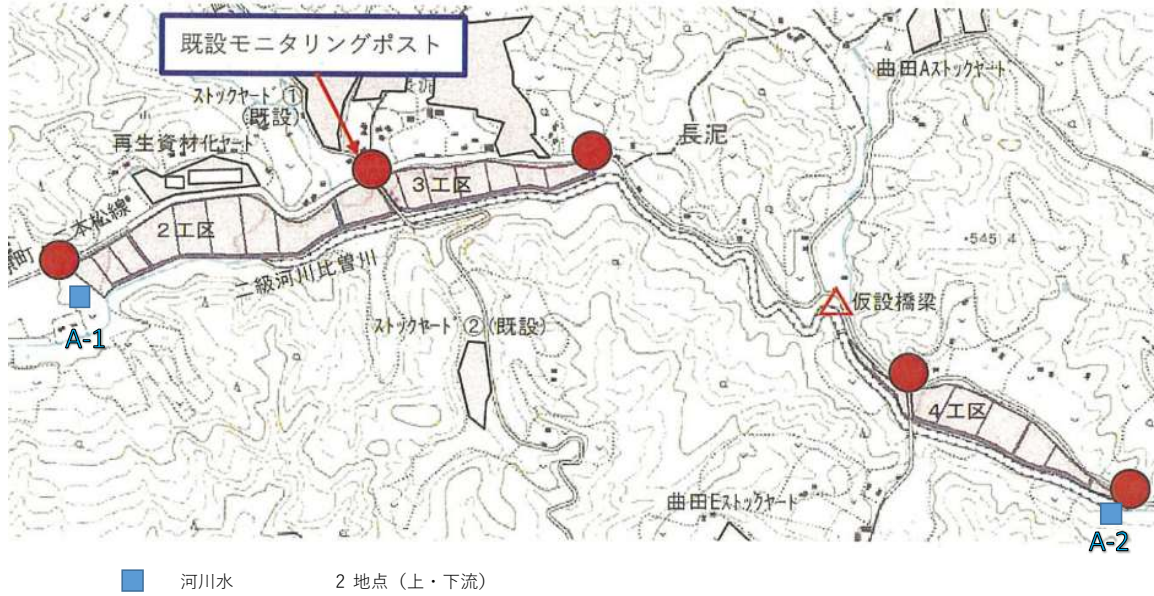 既設モニタリングポスト
曲田Aストックヤード
ストックヤード①
(既設)
再生資材化ヤード
長泥
3工区
2工区
二本松線
・545.4
二級河川比曽川
仮設橋梁
ストックヤード②(既設)
A-1
4工区
曲田Eストックヤード
A-2
河川水 2 地点（上・下流）